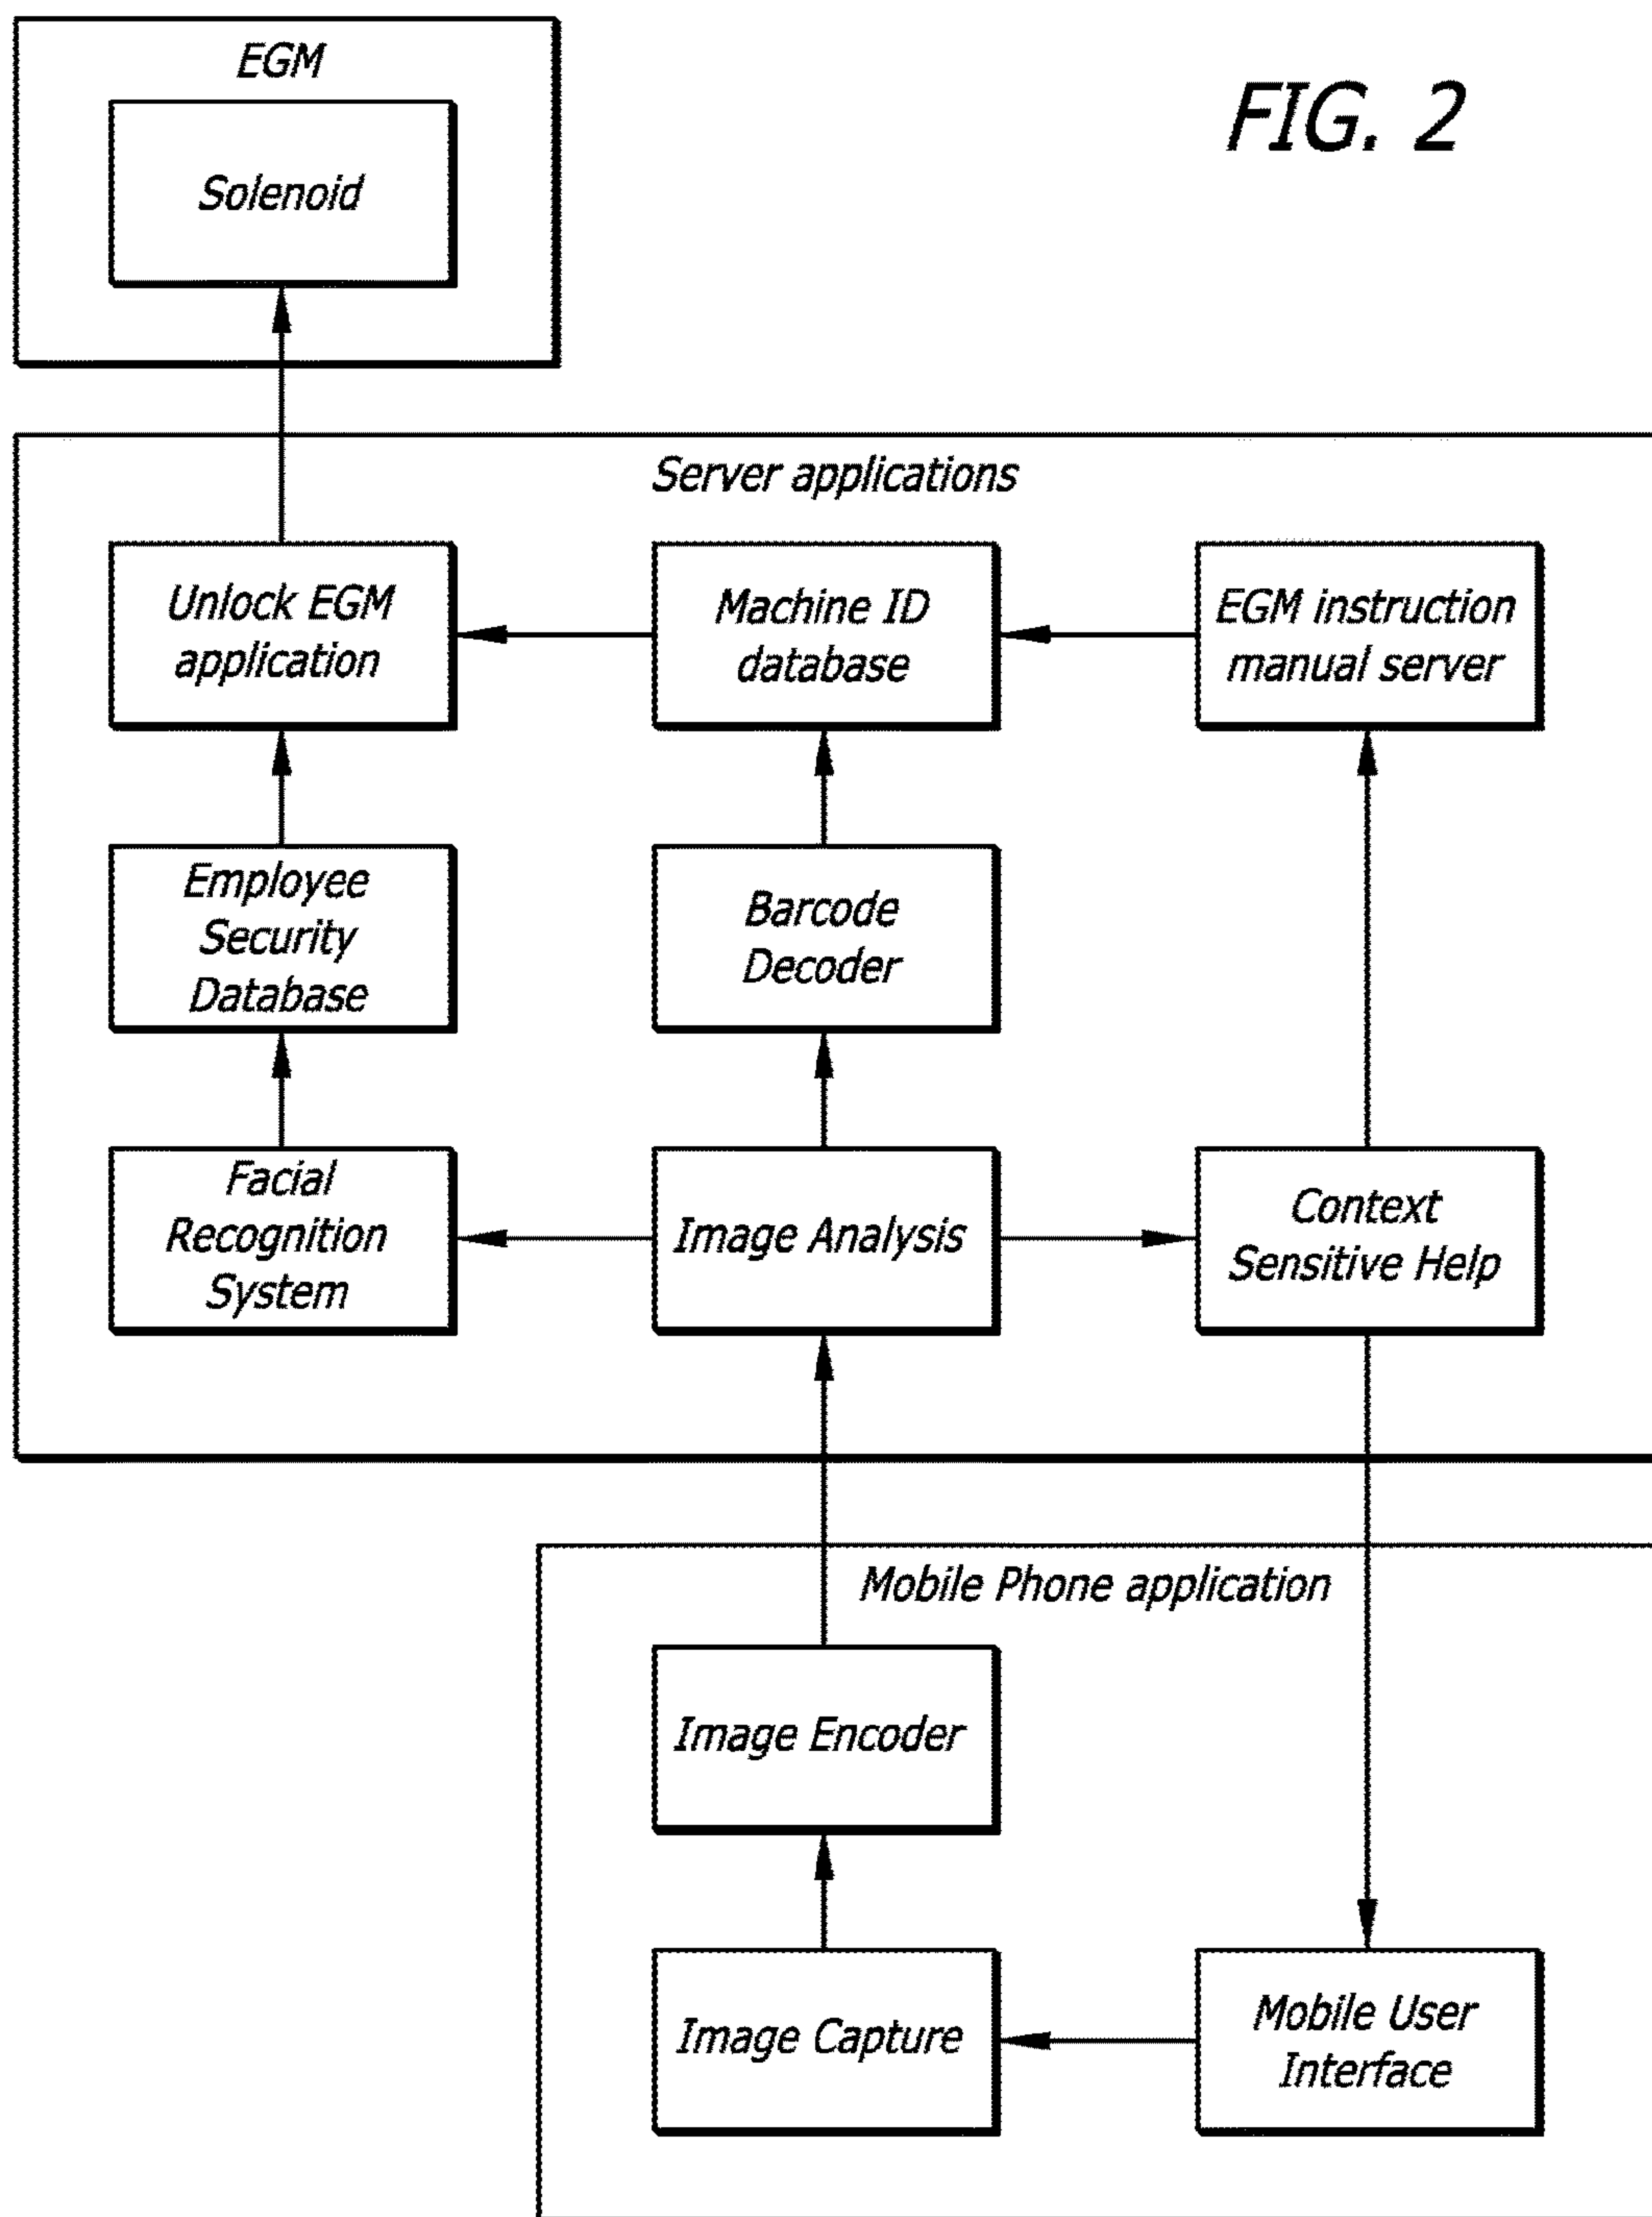 EGM
FIG. 2
Solenoid
Server applications
Unlock EGM
application
Machine ID
database
EGM instruction
manual server
Employee
Security
Database
Barcode
Decoder
Facial
Recognition
System
Image Analysis
Context
Sensitive Help
Mobile Phone application
Image Encoder
Image Capture
Mobile User
Interface